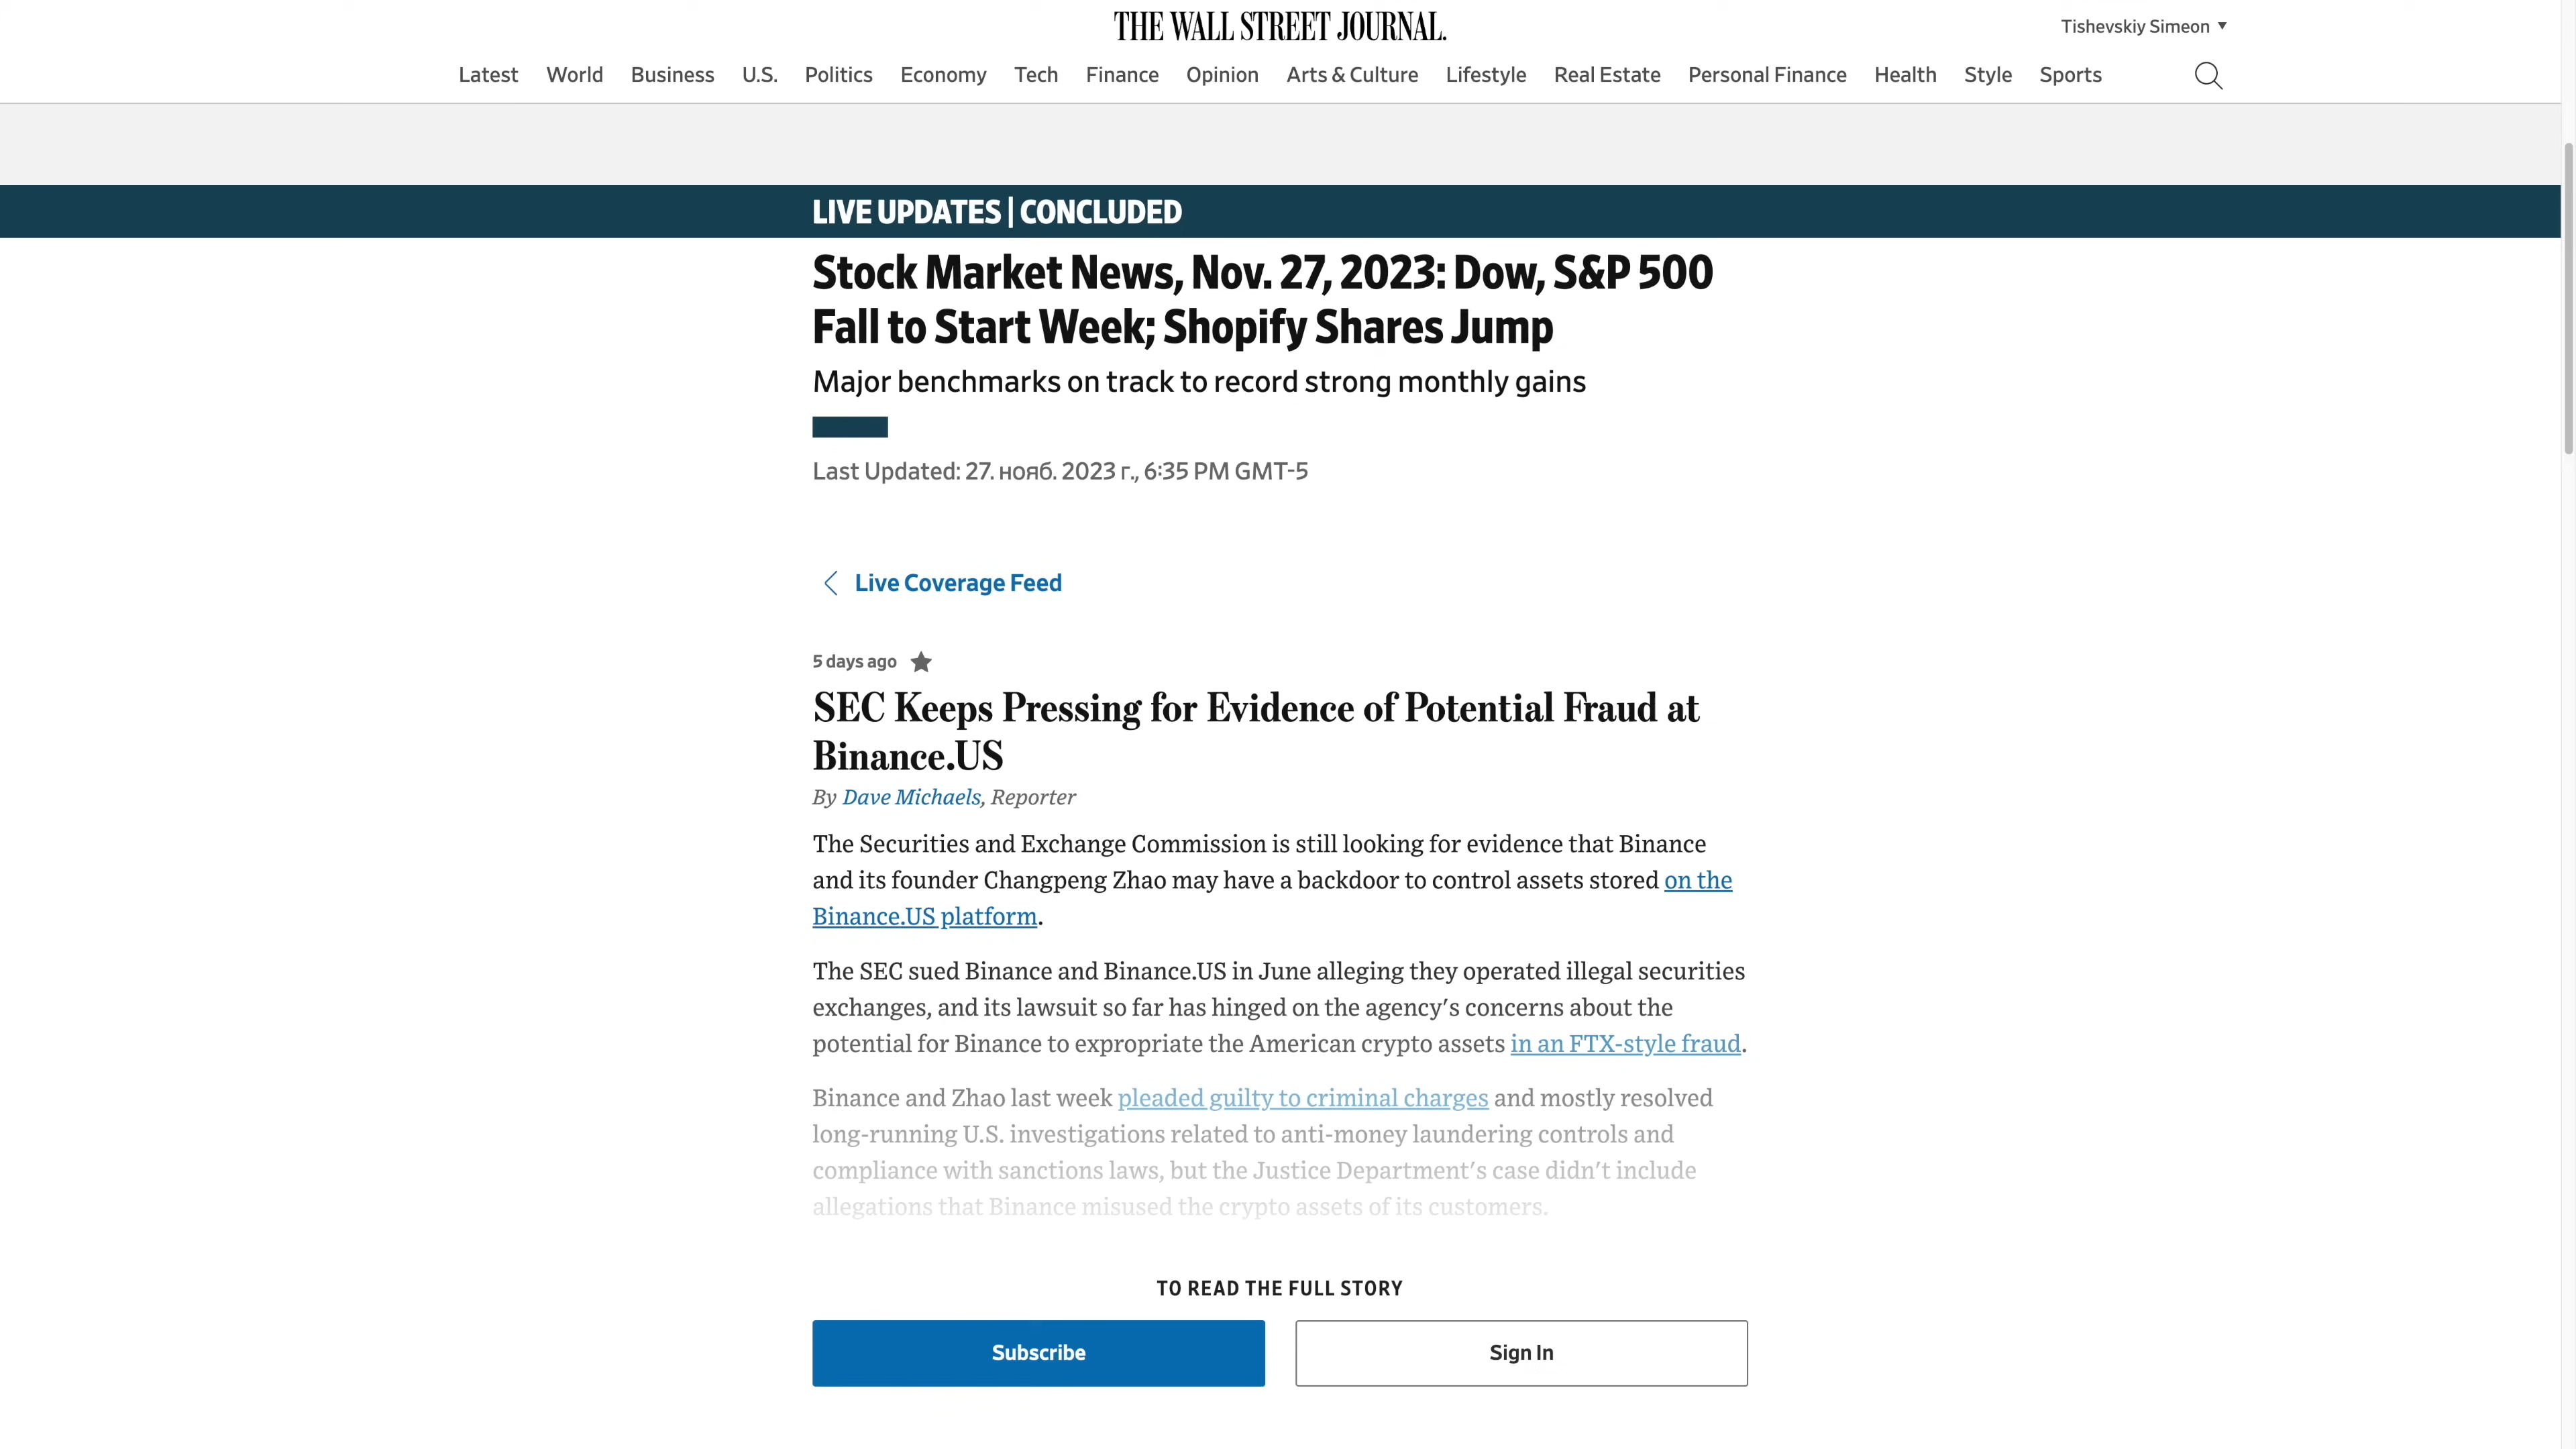 THE WALL STREET JOURNAL.
Tishevskiy Simeon
Latest World Business U.S. Politics Economy Tech Finance Opinion Arts & Culture Lifestyle Real Estate Personal Finance Health Style Sports
LIVE UPDATES | CONCLUDED
Stock Market News, Nov. 27, 2023: Dow, S&P 500
Fall to Start Week; Shopify Shares Jump
Major benchmarks on track to record strong monthly gains
Last Updated: 27. нояб. 2023 г., 6:35 PM GMT-5
Live Coverage Feed
5 days ago
SEC Keeps Pressing for Evidence of Potential Fraud at
Binance.US
By Dave Michaels, Reporter
The Securities and Exchange Commission is still looking for evidence that Binance
and its founder Changpeng Zhao may have a backdoor to control assets stored on the
Binance.US platform.
The SEC sued Binance and Binance.US in June alleging they operated illegal securities
exchanges, and its lawsuit so far has hinged on the agency's concerns about the
potential for Binance to expropriate the American crypto assets in an FTX-style fraud.
Binance and Zhao last week pleaded guilty to criminal charges and mostly resolved
long-running U.S. investigations related to anti-money laundering controls and
compliance with sanctions laws, but the Justice Department's case didn't include
allegations that Binance misused the crypto assets of its customers.
TO READ THE FULL STORY
Subscribe
Sign In